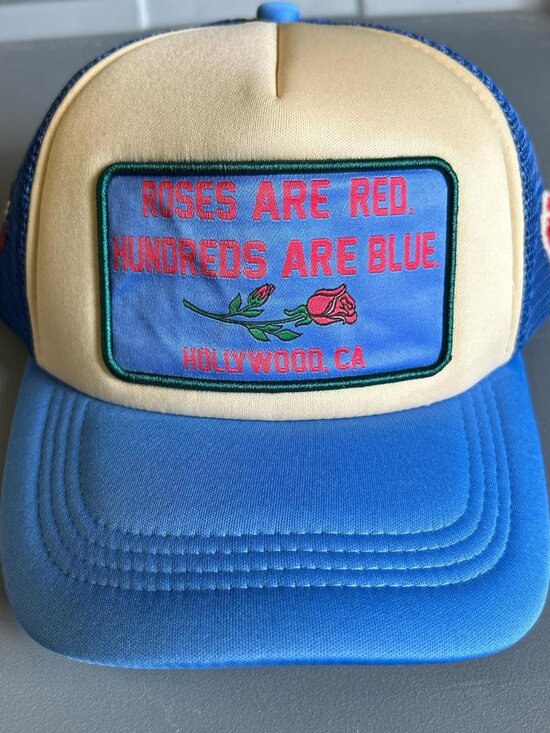 ROSES ARE RED.
HUNDREDS ARE BLUE.
HOLLYWOOD, CA